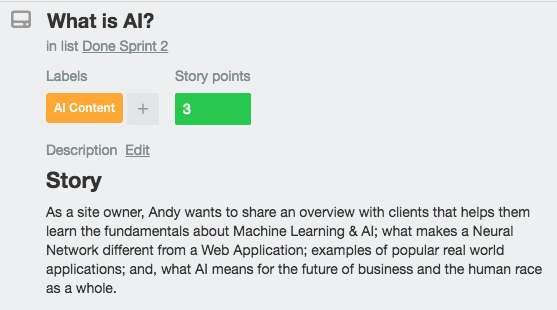 What is AI?
in list Done Sprint 2
Labels Story points
AI Content + 3
Description Edit
Story
As a site owner, Andy wants to share an overview with clients that helps them
learn the fundamentals about Machine Learning & AI; what makes a Neural
Network different from a Web Application; examples of popular real world
applications; and, what AI means for the future of business and the human race
as a whole.